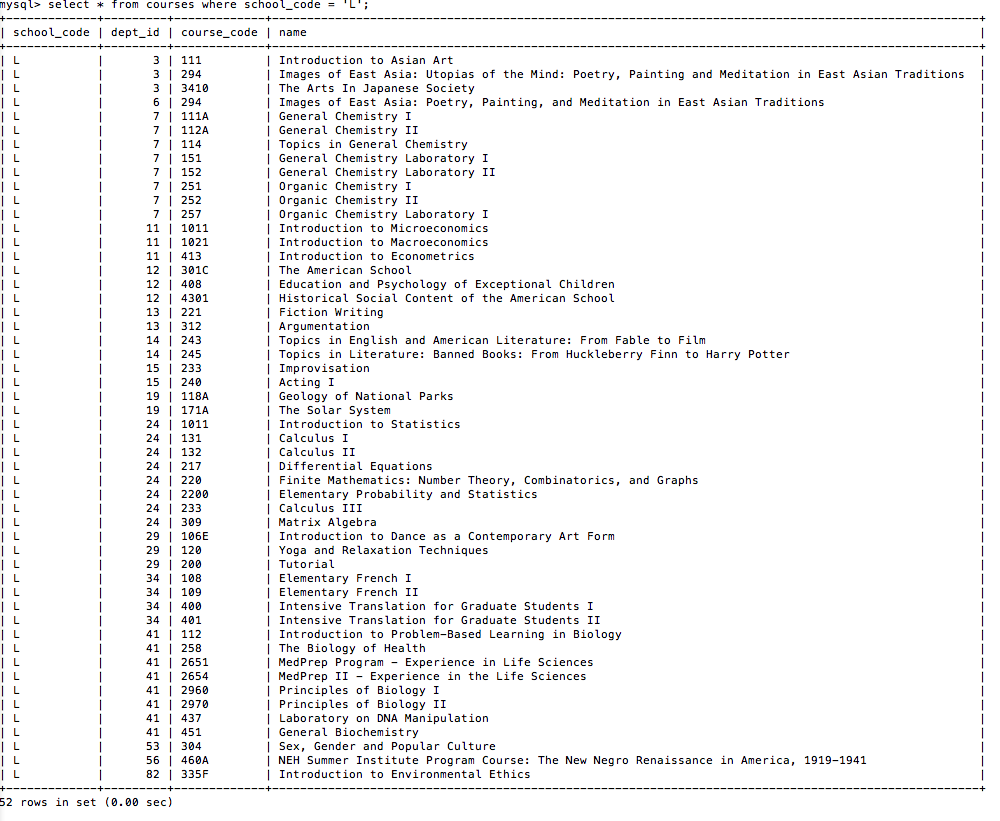 mysql> select * from courses where school_code = 'L';
+-------------+---------+-------------+-----------------------------------------------------------------------------------------------------+
| school_code | dept_id | course_code | name |
+-------------+---------+-------------+-----------------------------------------------------------------------------------------------------+
| L | 3 | 111 | Introduction to Asian Art |
| L | 3 | 294 | Images of East Asia: Utopias of the Mind: Poetry, Painting and Meditation in East Asian Traditions |
| L | 3 | 3410 | The Arts In Japanese Society |
| L | 6 | 294 | Images of East Asia: Poetry, Painting, and Meditation in East Asian Traditions |
| L | 7 | 111A | General Chemistry I |
| L | 7 | 112A | General Chemistry II |
| L | 7 | 114 | Topics in General Chemistry |
| L | 7 | 151 | General Chemistry Laboratory I |
| L | 7 | 152 | General Chemistry Laboratory II |
| L | 7 | 251 | Organic Chemistry I |
| L | 7 | 252 | Organic Chemistry II |
| L | 7 | 257 | Organic Chemistry Laboratory I |
| L | 11 | 1011 | Introduction to Microeconomics |
| L | 11 | 1021 | Introduction to Macroeconomics |
| L | 11 | 413 | Introduction to Econometrics |
| L | 12 | 301C | The American School |
| L | 12 | 408 | Education and Psychology of Exceptional Children |
| L | 12 | 4301 | Historical Social Content of the American School |
| L | 13 | 221 | Fiction Writing |
| L | 13 | 312 | Argumentation |
| L | 14 | 243 | Topics in English and American Literature: From Fable to Film |
| L | 14 | 245 | Topics in Literature: Banned Books: From Huckleberry Finn to Harry Potter |
| L | 15 | 233 | Improvisation |
| L | 15 | 240 | Acting I |
| L | 19 | 118A | Geology of National Parks |
| L | 19 | 171A | The Solar System |
| L | 24 | 1011 | Introduction to Statistics |
| L | 24 | 131 | Calculus I |
| L | 24 | 132 | Calculus II |
| L | 24 | 217 | Differential Equations |
| L | 24 | 220 | Finite Mathematics: Number Theory, Combinatorics, and Graphs |
| L | 24 | 2200 | Elementary Probability and Statistics |
| L | 24 | 233 | Calculus III |
| L | 24 | 309 | Matrix Algebra |
| L | 29 | 106E | Introduction to Dance as a Contemporary Art Form |
| L | 29 | 120 | Yoga and Relaxation Techniques |
| L | 29 | 200 | Tutorial |
| L | 34 | 108 | Elementary French I |
| L | 34 | 109 | Elementary French II |
| L | 34 | 400 | Intensive Translation for Graduate Students I |
| L | 34 | 401 | Intensive Translation for Graduate Students II |
| L | 41 | 112 | Introduction to Problem-Based Learning in Biology |
| L | 41 | 258 | The Biology of Health |
| L | 41 | 2651 | MedPrep Program - Experience in Life Sciences |
| L | 41 | 2654 | MedPrep II - Experience in the Life Sciences |
| L | 41 | 2960 | Principles of Biology I |
| L | 41 | 2970 | Principles of Biology II |
| L | 41 | 437 | Laboratory on DNA Manipulation |
| L | 41 | 451 | General Biochemistry |
| L | 53 | 304 | Sex, Gender and Popular Culture |
| L | 56 | 460A | NEH Summer Institute Program Course: The New Negro Renaissance in America, 1919-1941 |
| L | 82 | 335F | Introduction to Environmental Ethics |
+-------------+---------+-------------+-----------------------------------------------------------------------------------------------------+
52 rows in set (0.00 sec)